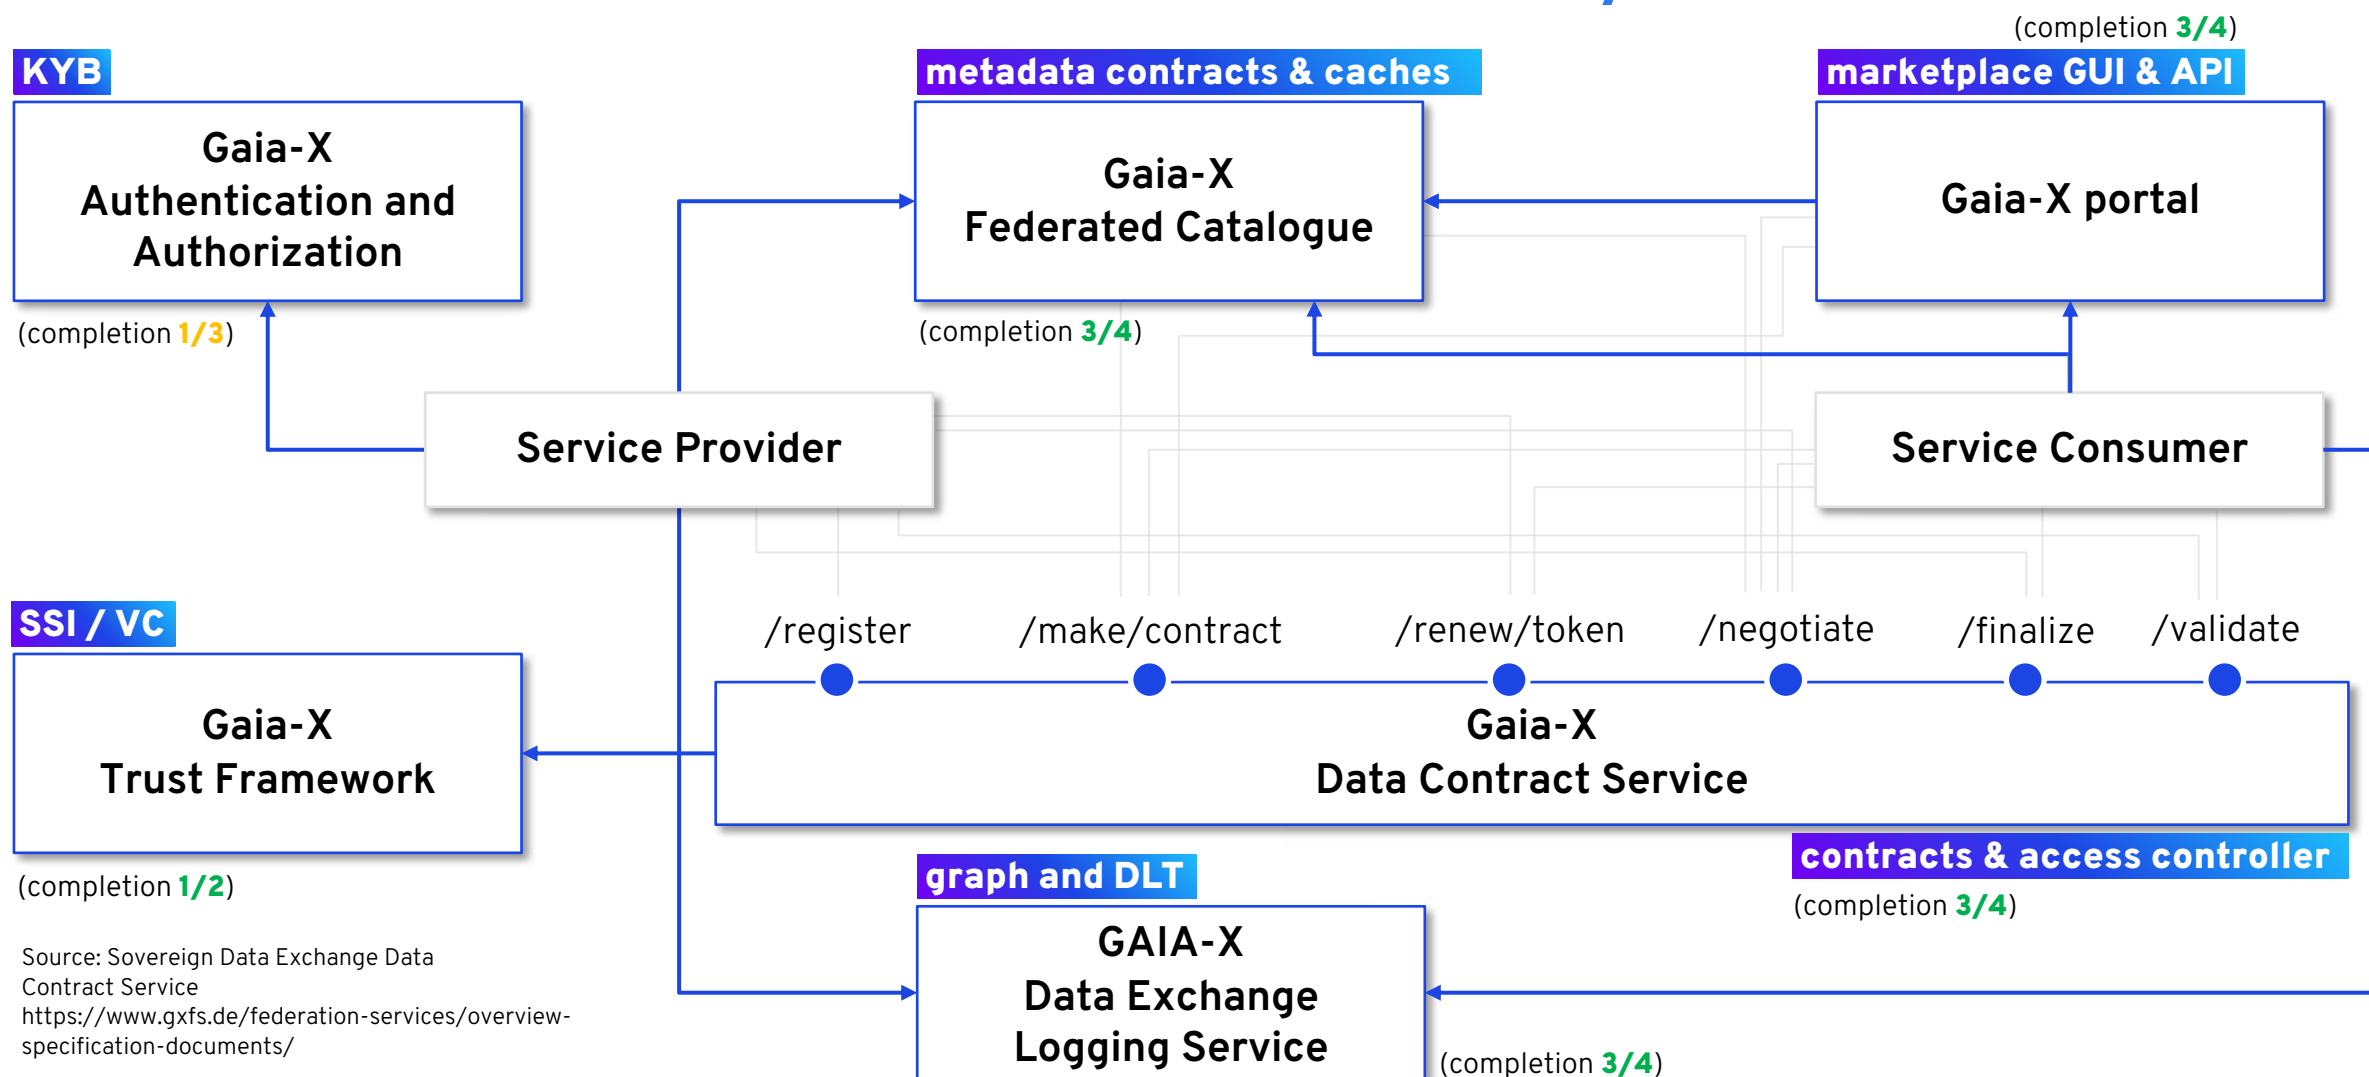 (completion 3/4)
KYB
metadata contracts & caches
marketplace GUI & API
Gaia-X
Authentication and
Authorization
Gaia-X
Federated Catalogue
Gaia-X portal
(completion 1/3)
(completion 3/4)
Service Provider
Service Consumer
SSI / VC
/register
/make/contract
/renew/token
/negotiate
/finalize
/validate
Gaia-X
Trust Framework
Gaia-X
Data Contract Service
(completion 1/2)
graph and DLT
contracts & access controller
(completion 3/4)
GAIA-X
Data Exchange
Logging Service
(completion 3/4)
Source: Sovereign Data Exchange Data
Contract Service
https://www.gxfs.de/federation-services/overview-
specification-documents/